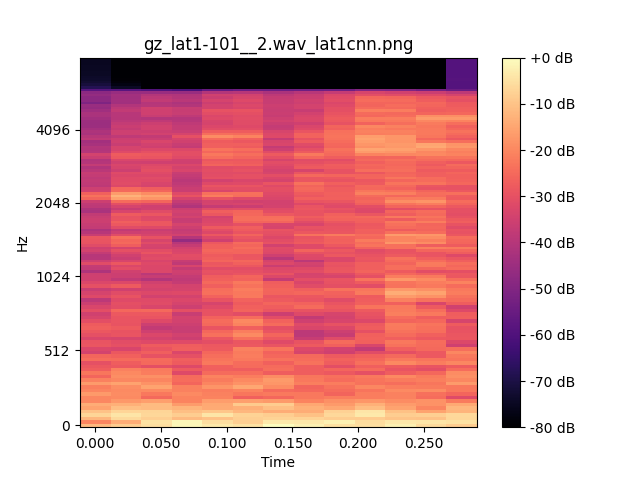 gz_lat1-101__2.wav_lat1cnn.png
Hz
4096
2048
1024
512
0
0.000 0.050 0.100 0.150 0.200 0.250
Time
+0 dB
-10 dB
-20 dB
-30 dB
-40 dB
-50 dB
-60 dB
-70 dB
-80 dB